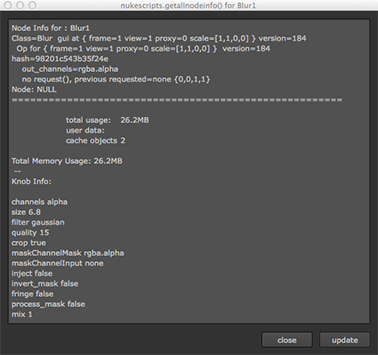 nukescripts.getallnodeinfo() for Blur1
Node Info for : Blur1
Class=Blur gui at { frame=1 view=1 proxy=0 scale=[1,1,0,0] } version=184
Op for { frame=1 view=1 proxy=0 scale=[1,1,0,0] } version=184
hash=98201c543b35f24e
out_channels=rgba.alpha
no request(), previous requested=none {0,0,1,1}
Node: NULL
=====================================================
total usage: 26.2MB
user data:
cache objects 2
Total Memory Usage: 26.2MB
--
Knob Info:
channels alpha
size 6.8
filter gaussian
quality 15
crop true
maskChannelMask rgba.alpha
maskChannelInput none
inject false
invert_mask false
fringe false
process_mask false
mix 1
close update